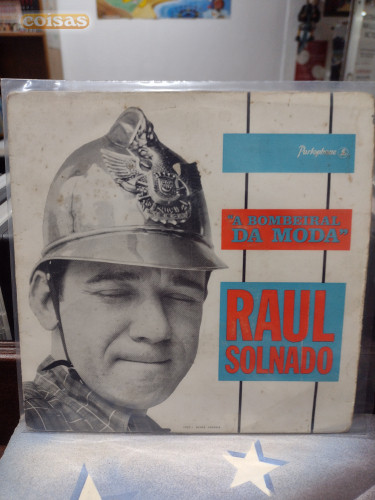 coisas
Parlophone
"A BOMBEIRAL
DA MODA"
RAUL
SOLNADO